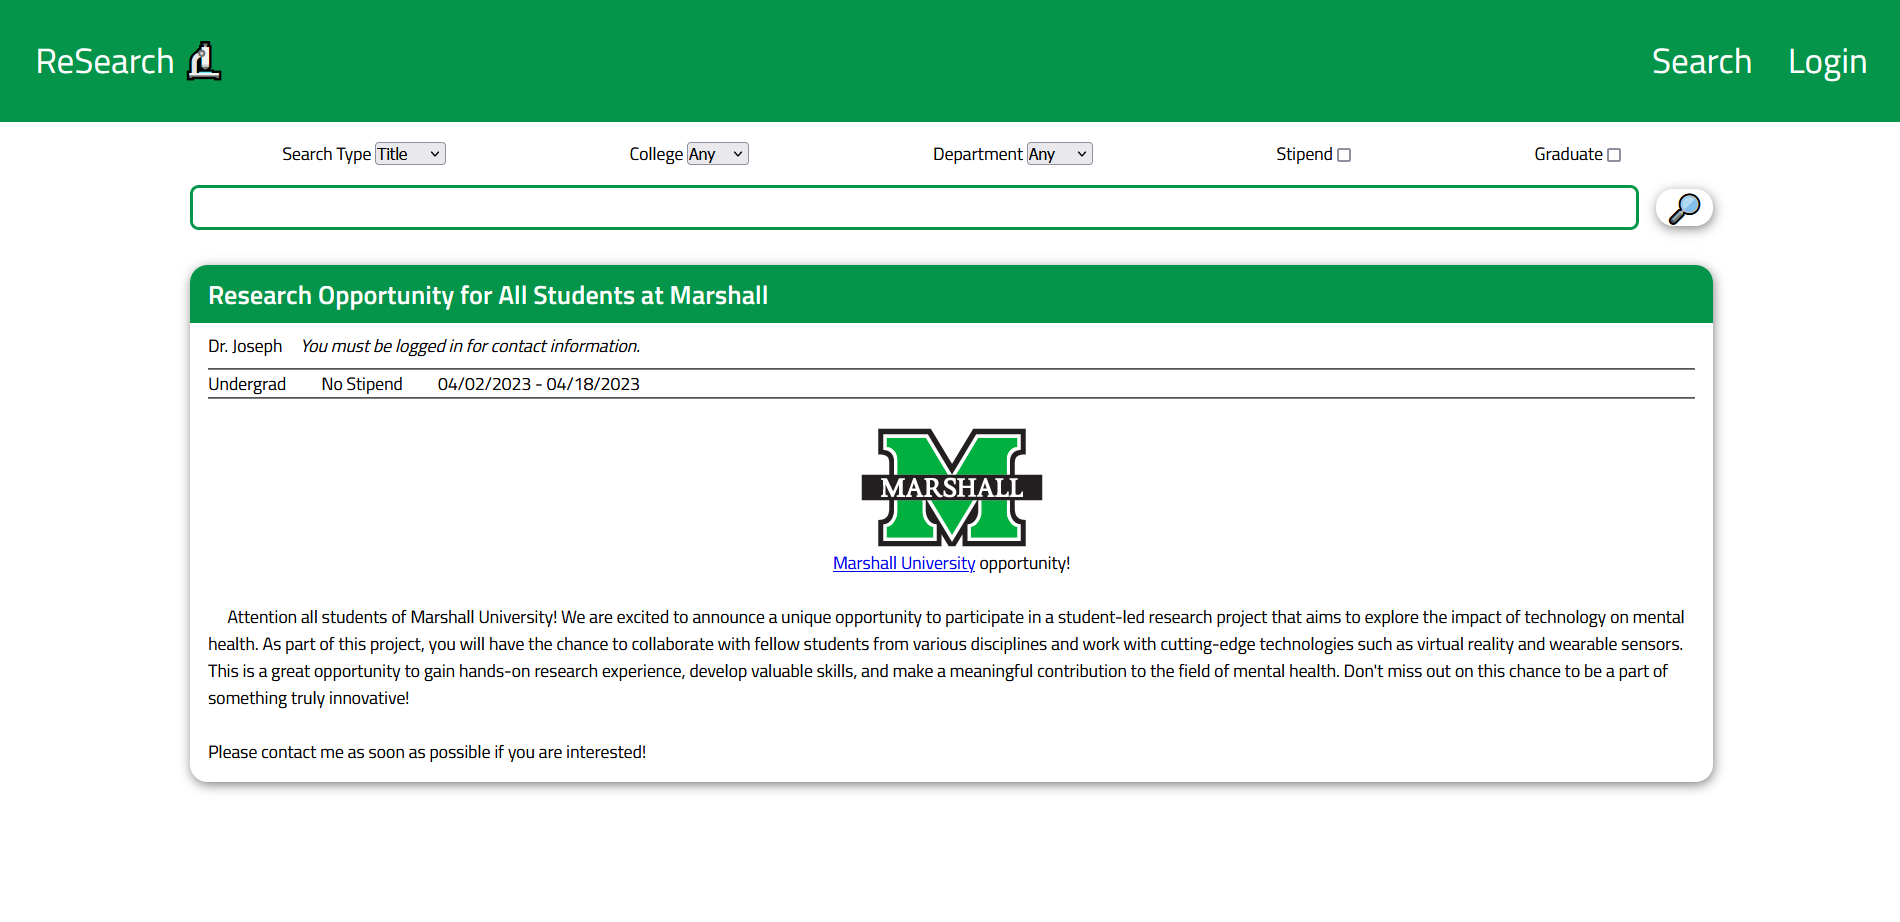 ReSearch
Search Login
Search Type Title College Any Department Any Stipend Graduate
Research Opportunity for All Students at Marshall
Dr. Joseph You must be logged in for contact information.
Undergrad No Stipend 04/02/2023 - 04/18/2023
MARSHALL
Marshall University opportunity!
Attention all students of Marshall University! We are excited to announce a unique opportunity to participate in a student-led research project that aims to explore the impact of technology on mental
health. As part of this project, you will have the chance to collaborate with fellow students from various disciplines and work with cutting-edge technologies such as virtual reality and wearable sensors.
This is a great opportunity to gain hands-on research experience, develop valuable skills, and make a meaningful contribution to the field of mental health. Don't miss out on this chance to be a part of
something truly innovative!
Please contact me as soon as possible if you are interested!